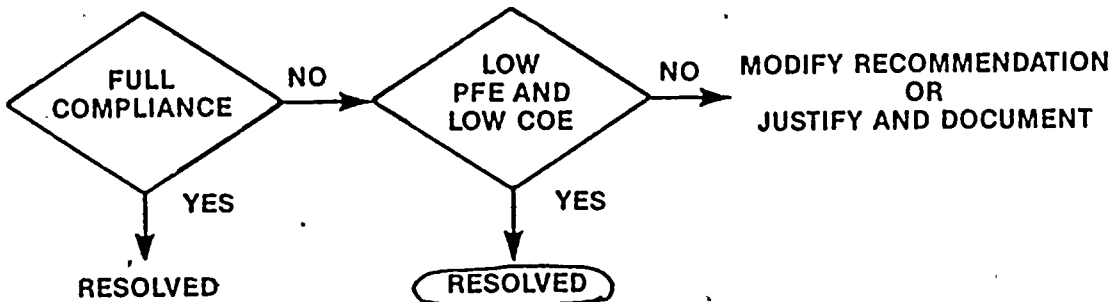 FULL
COMPLIANCE
NO
LOW
PFE AND
LOW COE
NO
MODIFY RECOMMENDATION
OR
JUSTIFY AND DOCUMENT
YES
YES
RESOLVED
RESOLVED